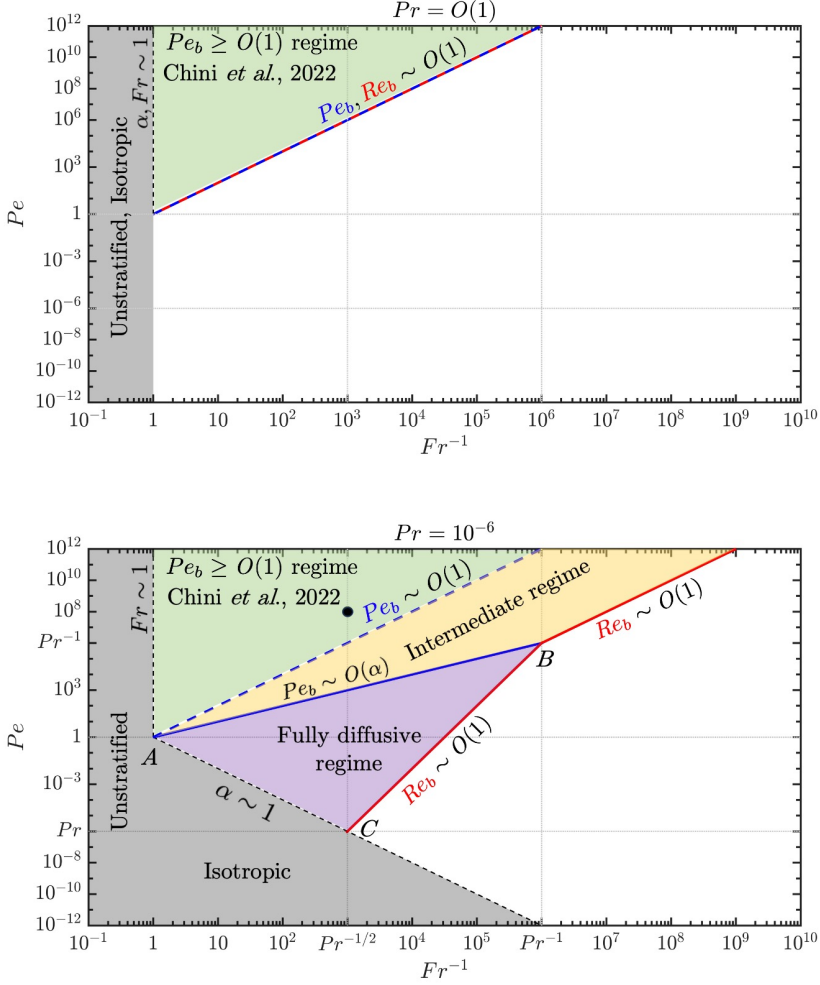 Pr = O(1)
10^12
10^10
10^8
10^6
10^3
1
10^-3
10^-6
10^-8
10^-10
10^-12
Pe
Pe_b ≥ O(1) regime
Chini et al., 2022
α, Fr ~ 1
Unstratified, Isotropic
Pe_b, Re_b ~ O(1)
10^-1 1 10 10^2 10^3 10^4 10^5 10^6 10^7 10^8 10^9 10^10
Fr^-1
Pr = 10^-6
10^12
10^10
10^8
Pr^-1
10^3
1
10^-3
Pr
10^-8
10^-10
10^-12
Pe
Pe_b ≥ O(1) regime
Chini et al., 2022
Fr ~ 1
Unstratified
Pe_b ~ O(1)
Intermediate regime
Re_b ~ O(1)
Pe_b ~ O(α)
B
A
Fully diffusive
regime
Re_b ~ O(1)
α ~ 1
C
Isotropic
10^-1 1 10 10^2 Pr^-1/2 10^4 10^5 Pr^-1 10^7 10^8 10^9 10^10
Fr^-1